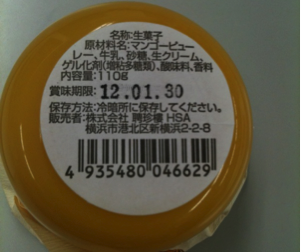 名称:生菓子
原材料名:マンゴーピュー
レー、牛乳、砂糖、生クリーム、
ゲル化剤(増粘多糖類)、酸味料、香料
内容量:110g
賞味期限: 12.01.30
保存方法:冷暗所に保存してください。
販売者:株式会社 聘珍樓 HSA
横浜市港北区新横浜2-2-8
4 935480 046629